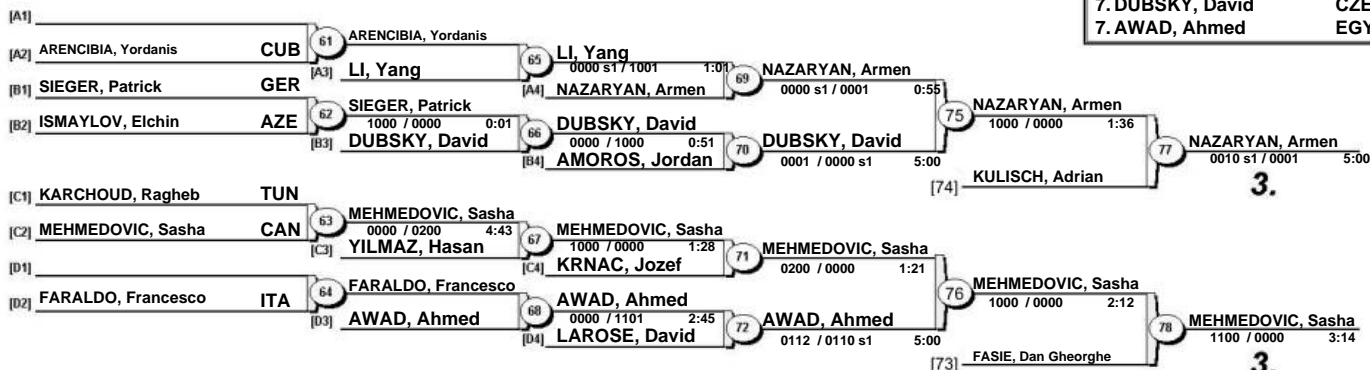 7. DUBSKY, David CZE
7. AWAD, Ahmed EGY
[A1]
[A2] ARENCIBIA, Yordanis CUB
61
ARENCIBIA, Yordanis
[A3] LI, Yang
65
LI, Yang
0000 s1 / 1001 1:01
[A4] NAZARYAN, Armen
69
NAZARYAN, Armen
0000 s1 / 0001 0:55
[B1] SIEGER, Patrick GER
[B2] ISMAYLOV, Elchin AZE
62
SIEGER, Patrick
1000 / 0000 0:01
[B3] DUBSKY, David
66
DUBSKY, David
0000 / 1000 0:51
[B4] AMOROS, Jordan
70
DUBSKY, David
0001 / 0000 s1 5:00
75
NAZARYAN, Armen
1000 / 0000 1:36
[74] KULISCH, Adrian
77
NAZARYAN, Armen
0010 s1 / 0001 5:00
3.
[C1] KARCHOUD, Ragheb TUN
[C2] MEHMEDOVIC, Sasha CAN
63
MEHMEDOVIC, Sasha
0000 / 0200 4:43
[C3] YILMAZ, Hasan
67
MEHMEDOVIC, Sasha
1000 / 0000 1:28
[C4] KRNAC, Jozef
71
MEHMEDOVIC, Sasha
0200 / 0000 1:21
[D1]
[D2] FARALDO, Francesco ITA
64
FARALDO, Francesco
[D3] AWAD, Ahmed
68
AWAD, Ahmed
0000 / 1101 2:45
[D4] LAROSE, David
72
AWAD, Ahmed
0112 / 0110 s1 5:00
76
MEHMEDOVIC, Sasha
1000 / 0000 2:12
[73] FASIE, Dan Gheorghe
78
MEHMEDOVIC, Sasha
1100 / 0000 3:14
3.